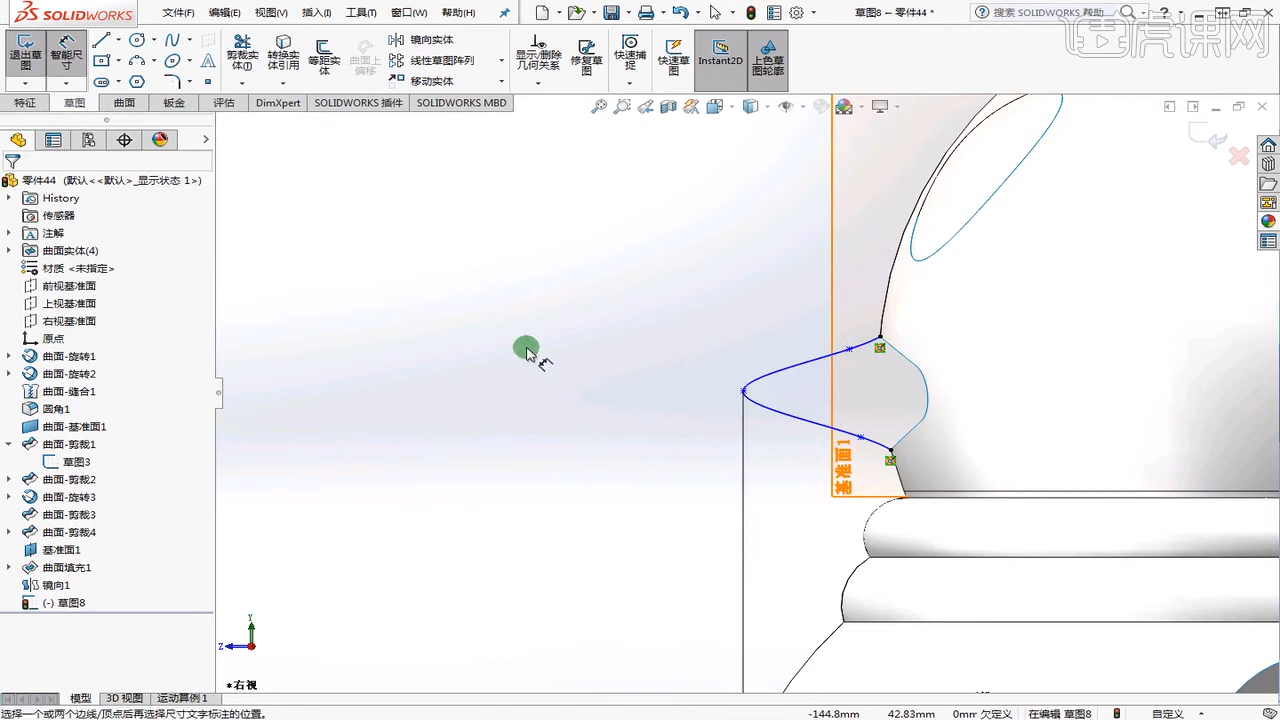 SOLIDWORKS 文件(F) 编辑(E) 视图(V) 插入(I) 工具(T) 窗口(W) 帮助(H) 草图8 ← 零件44 * 搜索 SOLIDWORKS 帮助
虎课网
退出草图 智能尺寸 剪裁实体(T) 转换实体引用 等距实体 曲面上偏移 镜向实体 线性草图阵列 移动实体 显示/删除几何关系 修复草图 快速捕捉 快速草图 Instant2D 上色草图轮廓
特征 草图 曲面 钣金 评估 DimXpert SOLIDWORKS 插件 SOLIDWORKS MBD
零件44 (默认<<默认>_显示状态 1>)
History
传感器
注解
曲面实体(4)
材质 <未指定>
前视基准面
上视基准面
右视基准面
原点
曲面-旋转1
曲面-旋转2
曲面-缝合1
圆角1
曲面-基准面1
曲面-剪裁1
草图3
曲面-剪裁2
曲面-旋转3
曲面-剪裁3
曲面-剪裁4
基准面1
曲面填充1
镜向1
(-) 草图8
基准面1
Y
Z
*右视
模型 3D 视图 运动算例 1
选择一个或两个边线/顶点后再选择尺寸文字标注的位置。 -144.8mm 42.83mm 0mm 欠定义 在编辑 草图8 自定义